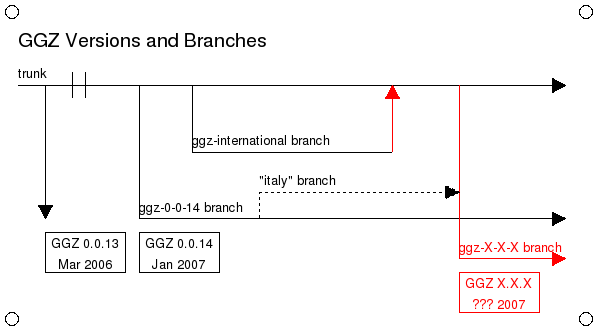 GGZ Versions and Branches
trunk
ggz-international branch
"italy" branch
ggz-0-0-14 branch
GGZ 0.0.13
Mar 2006
GGZ 0.0.14
Jan 2007
ggz-X-X-X branch
GGZ X.X.X
??? 2007